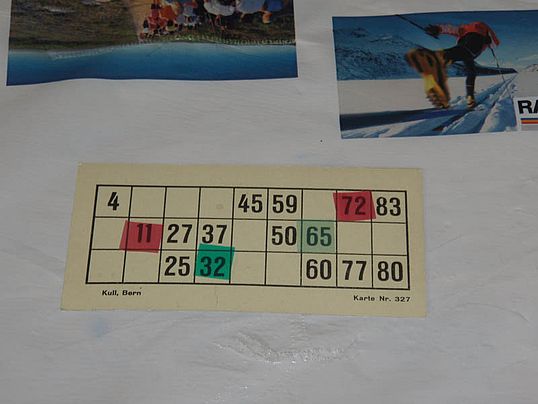 4 45 59 72 83
11 27 37 50 65
25 32 60 77 80
Kull, Bern Karte Nr. 327
RA